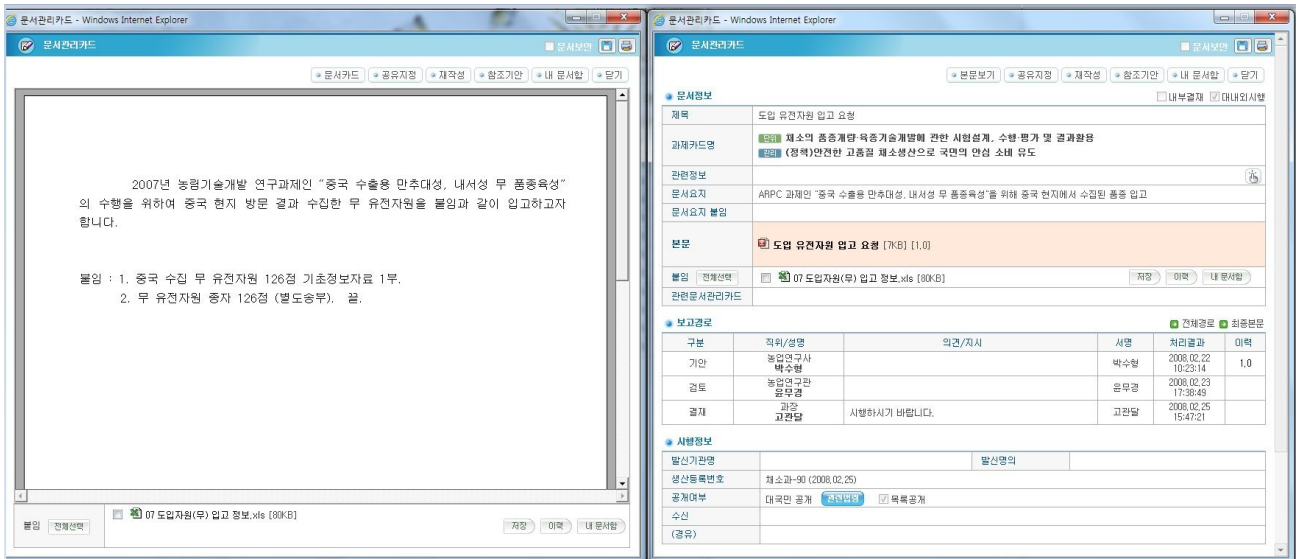 문서관리카드 - Windows Internet Explorer
문서관리카드
문서보안
문서카드 공유지정 재작성 참조기안 내 문서함 닫기
2007년 농림기술개발 연구과제인 "중국 수출용 만추대성, 내서성 무 품종육성"
의 수행을 위하여 중국 현지 방문 결과 수집한 무 유전자원을 붙임과 같이 입고하고자
합니다.
붙임 : 1. 중국 수집 무 유전자원 126점 기초정보자료 1부.
2. 무 유전자원 종자 126점 (별도송부). 끝.
붙임 전체선택 07 도입자원(무) 입고 정보.xls [80KB] 저장 이력 내 문서함
문서관리카드 - Windows Internet Explorer
문서관리카드
문서보안
본문보기 공유지정 재작성 참조기안 내 문서함 닫기
문서정보 내부결재 대내외시행
제목 도입 유전자원 입고 요청
과제카드명 단위 채소의 품종개량·육종기술개발에 관한 시험설계, 수행·평가 및 결과활용
관리 (정책)안전한 고품질 채소생산으로 국민의 안심 소비 유도
관련정보
문서요지 ARPC 과제인 "중국 수출용 만추대성, 내서성 무 품종육성"을 위해 중국 현지에서 수집된 품종 입고
문서요지 붙임
본문 도입 유전자원 입고 요청 [7KB] [1.0]
붙임 전체선택 07 도입자원(무) 입고 정보.xls [80KB] 저장 이력 내 문서함
관련문서관리카드
보고경로 전체경로 최종본문
구분 직위/성명 의견/지시 서명 처리결과 이력
기안 농업연구사 박수형 박수형 2008.02.22 10:23:14 1.0
검토 농업연구관 윤무경 윤무경 2008.02.23 17:38:49
결재 과장 고관달 시행하시기 바랍니다. 고관달 2008.02.25 15:47:21
시행정보
발신기관명 발신명의
생산등록번호 채소과-90 (2008.02.25)
공개여부 대국민 공개 관련법령 목록공개
수신
(경유)